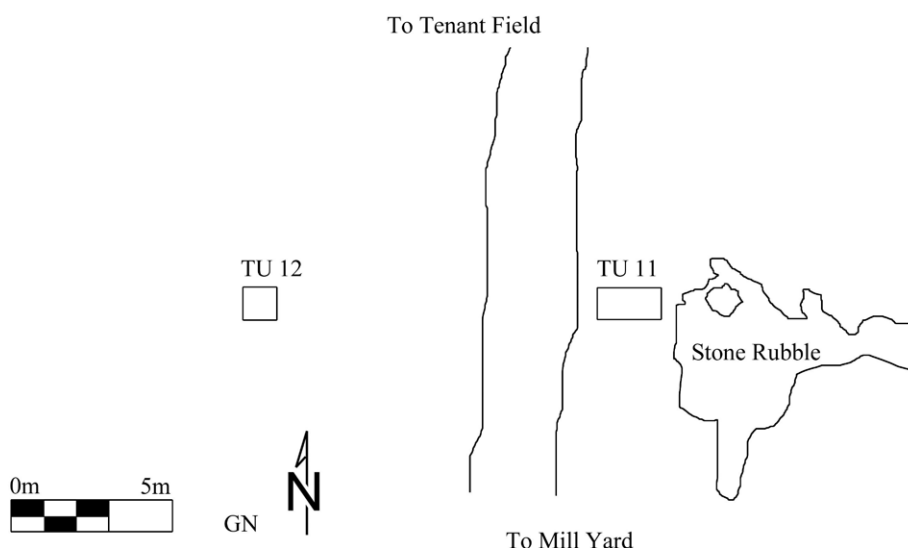 To Tenant Field
TU 12
TU 11
Stone Rubble
0m
5m
GN
N
To Mill Yard